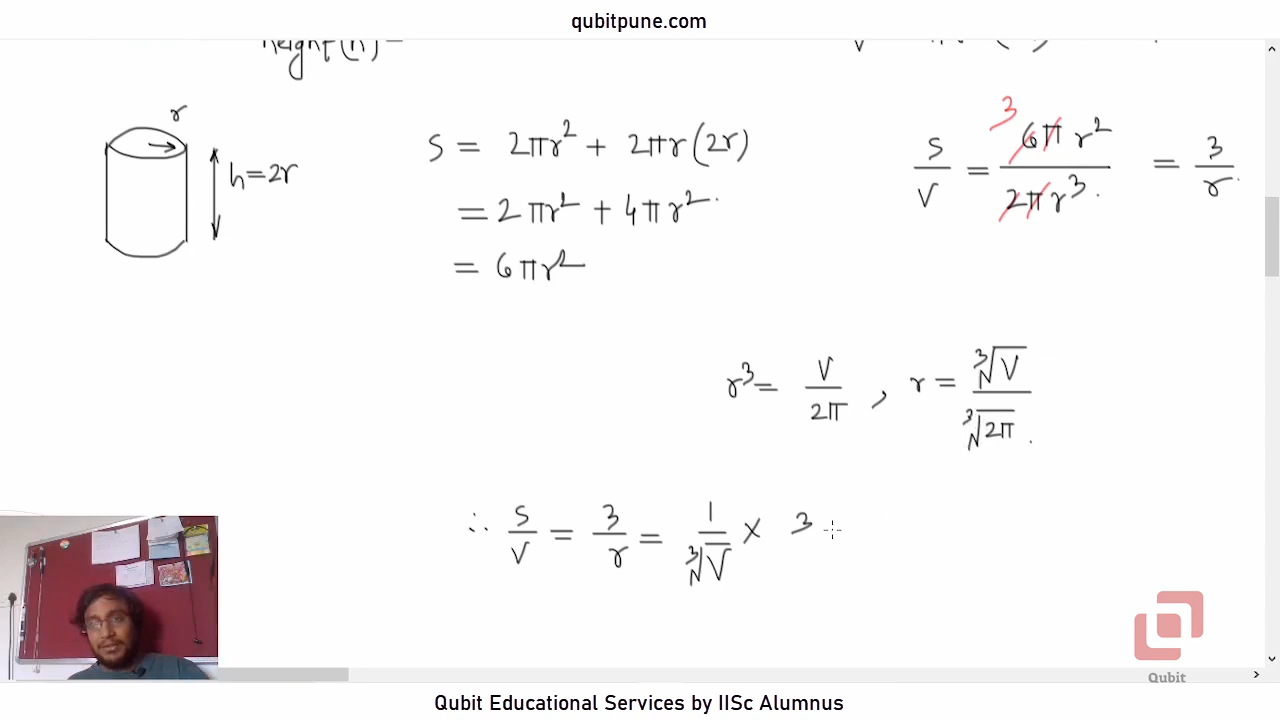 qubitpune.com
height(h) =
r
h=2r
S = 2πr² + 2πr(2r)
= 2πr² + 4πr².
= 6πr²
S/V = 6πr²/2πr³. = 3/r.
3
r³ = V/2π , r = ∛V/∛2π.
∴ S/V = 3/r = 1/∛V × 3
Qubit
Qubit Educational Services by IISc Alumnus